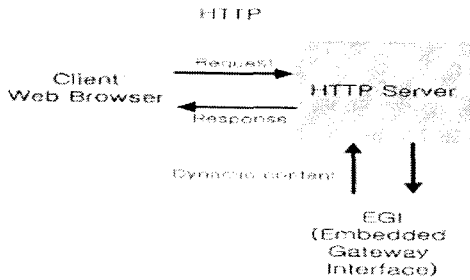 HTTP
Request
Client
Web Browser
HTTP Server
Response
Dynamic content
EGI
(Embedded
Gateway
Interface)